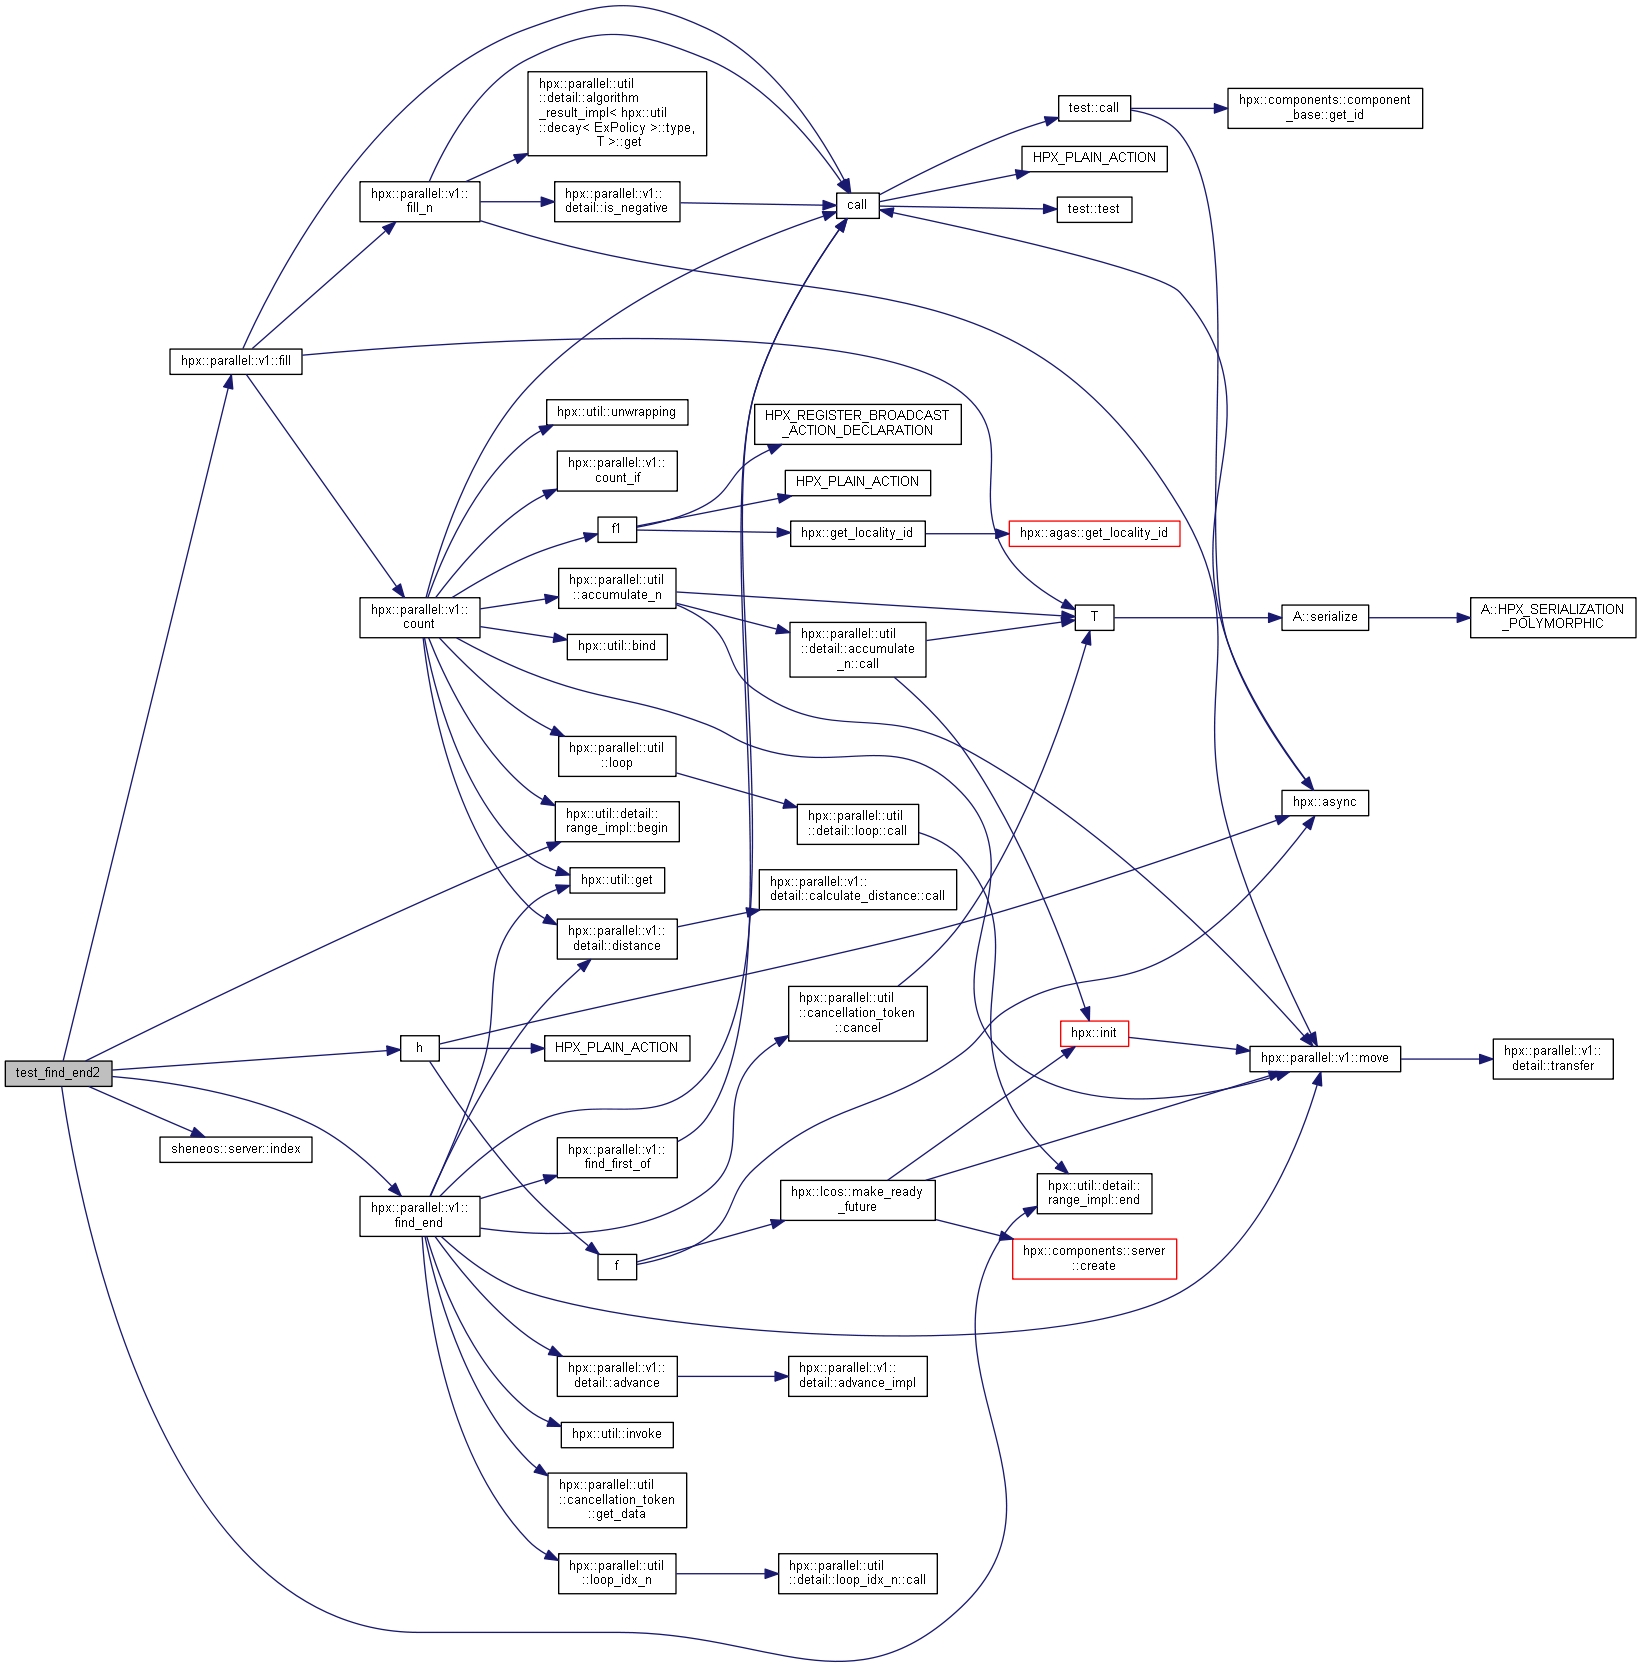 hpx::parallel::util
::detail::algorithm
_result_impl< hpx::util
::decay< ExPolicy >::type,
T >::get
test::call
hpx::components::component
_base::get_id
HPX_PLAIN_ACTION
hpx::parallel::v1::
fill_n
hpx::parallel::v1::
detail::is_negative
call
test::test
hpx::parallel::v1::fill
hpx::util::unwrapping
HPX_REGISTER_BROADCAST
_ACTION_DECLARATION
hpx::parallel::v1::
count_if
HPX_PLAIN_ACTION
f1
hpx::get_locality_id
hpx::agas::get_locality_id
hpx::parallel::util
::accumulate_n
hpx::parallel::v1::
count
T
A::serialize
A::HPX_SERIALIZATION
_POLYMORPHIC
hpx::parallel::util
::detail::accumulate
_n::call
hpx::util::bind
hpx::parallel::util
::loop
hpx::async
hpx::util::detail::
range_impl::begin
hpx::parallel::util
::detail::loop::call
hpx::util::get
hpx::parallel::v1::
detail::calculate_distance::call
hpx::parallel::v1::
detail::distance
hpx::parallel::util
::cancellation_token
::cancel
hpx::init
h
HPX_PLAIN_ACTION
hpx::parallel::v1::move
hpx::parallel::v1::
detail::transfer
test_find_end2
sheneos::server::index
hpx::parallel::v1::
find_first_of
hpx::parallel::v1::
find_end
hpx::lcos::make_ready
_future
hpx::util::detail::
range_impl::end
f
hpx::components::server
::create
hpx::parallel::v1::
detail::advance
hpx::parallel::v1::
detail::advance_impl
hpx::util::invoke
hpx::parallel::util
::cancellation_token
::get_data
hpx::parallel::util
::loop_idx_n
hpx::parallel::util
::detail::loop_idx_n::call